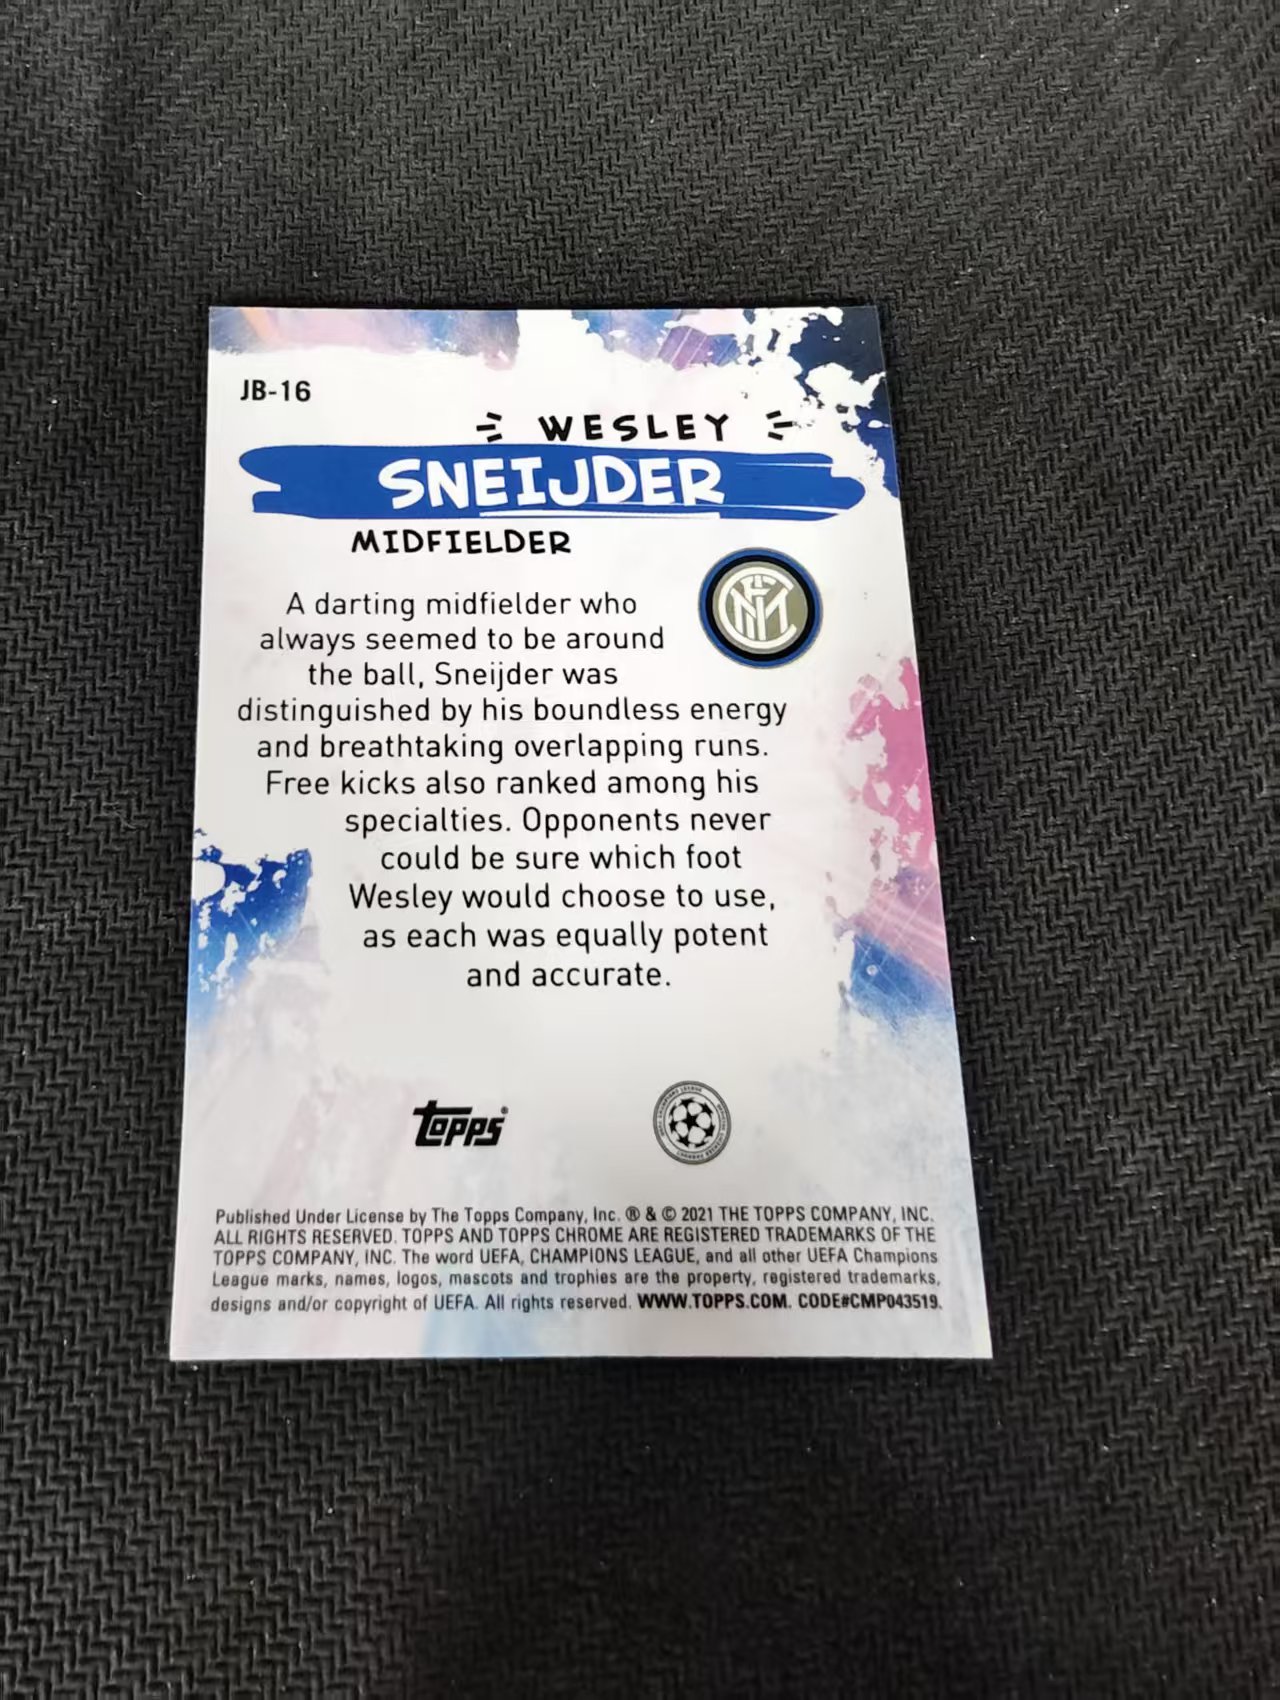 JB-16
WESLEY
SNEIJDER
MIDFIELDER
A darting midfielder who
always seemed to be around
the ball, Sneijder was
distinguished by his boundless energy
and breathtaking overlapping runs.
Free kicks also ranked among his
specialties. Opponents never
could be sure which foot
Wesley would choose to use,
as each was equally potent
and accurate.
topps®
Published Under License by The Topps Company, Inc. ® & © 2021 THE TOPPS COMPANY, INC.
ALL RIGHTS RESERVED. TOPPS AND TOPPS CHROME ARE REGISTERED TRADEMARKS OF THE
TOPPS COMPANY, INC. The word UEFA, CHAMPIONS LEAGUE, and all other UEFA Champions
League marks, names, logos, mascots and trophies are the property, registered trademarks,
designs and/or copyright of UEFA. All rights reserved. WWW.TOPPS.COM. CODE#CMP043519.